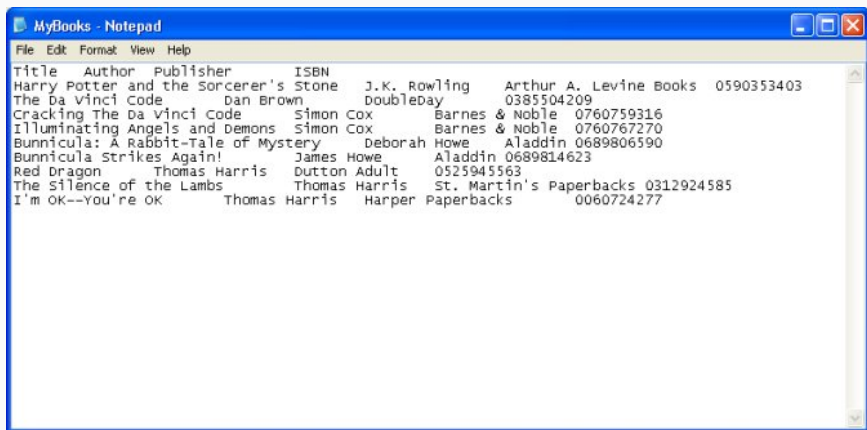 MyBooks - Notepad
File Edit Format View Help
Title Author Publisher ISBN
Harry Potter and the Sorcerer's Stone J.K. Rowling Arthur A. Levine Books 0590353403
The Da Vinci Code Dan Brown DoubleDay 0385504209
Cracking The Da Vinci Code Simon Cox Barnes & Noble 0760759316
Illuminating Angels and Demons Simon Cox Barnes & Noble 0760767270
Bunnicula: A Rabbit-Tale of Mystery Deborah Howe Aladdin 0689806590
Bunnicula Strikes Again! James Howe Aladdin 0689814623
Red Dragon Thomas Harris Dutton Adult 0525945563
The Silence of the Lambs Thomas Harris St. Martin's Paperbacks 0312924585
I'm OK--You're OK Thomas Harris Harper Paperbacks 0060724277